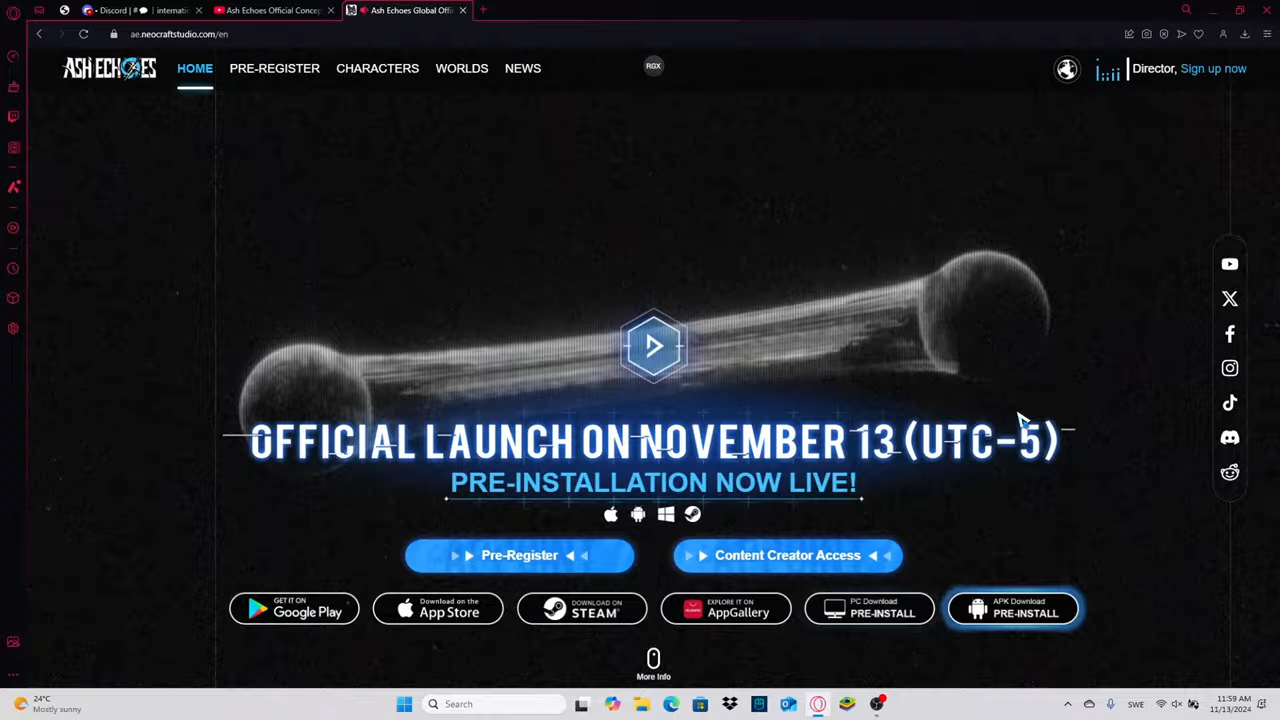 Discord | #💬 | internati
Ash Echoes Official Concep
Ash Echoes Global Offi
ae.neocraftstudio.com/en
ASH ECHOES
HOME
PRE-REGISTER
CHARACTERS
WORLDS
NEWS
RGX
Director, Sign up now
OFFICIAL LAUNCH ON NOVEMBER 13 (UTC-5)
PRE-INSTALLATION NOW LIVE!
Pre-Register
Content Creator Access
GET IT ON
Google Play
Download on the
App Store
DOWNLOAD ON
STEAM
EXPLORE IT ON
AppGallery
PC Download
PRE-INSTALL
APK Download
PRE-INSTALL
More Info
24°C
Mostly sunny
Search
SWE
11:59 AM
11/13/2024